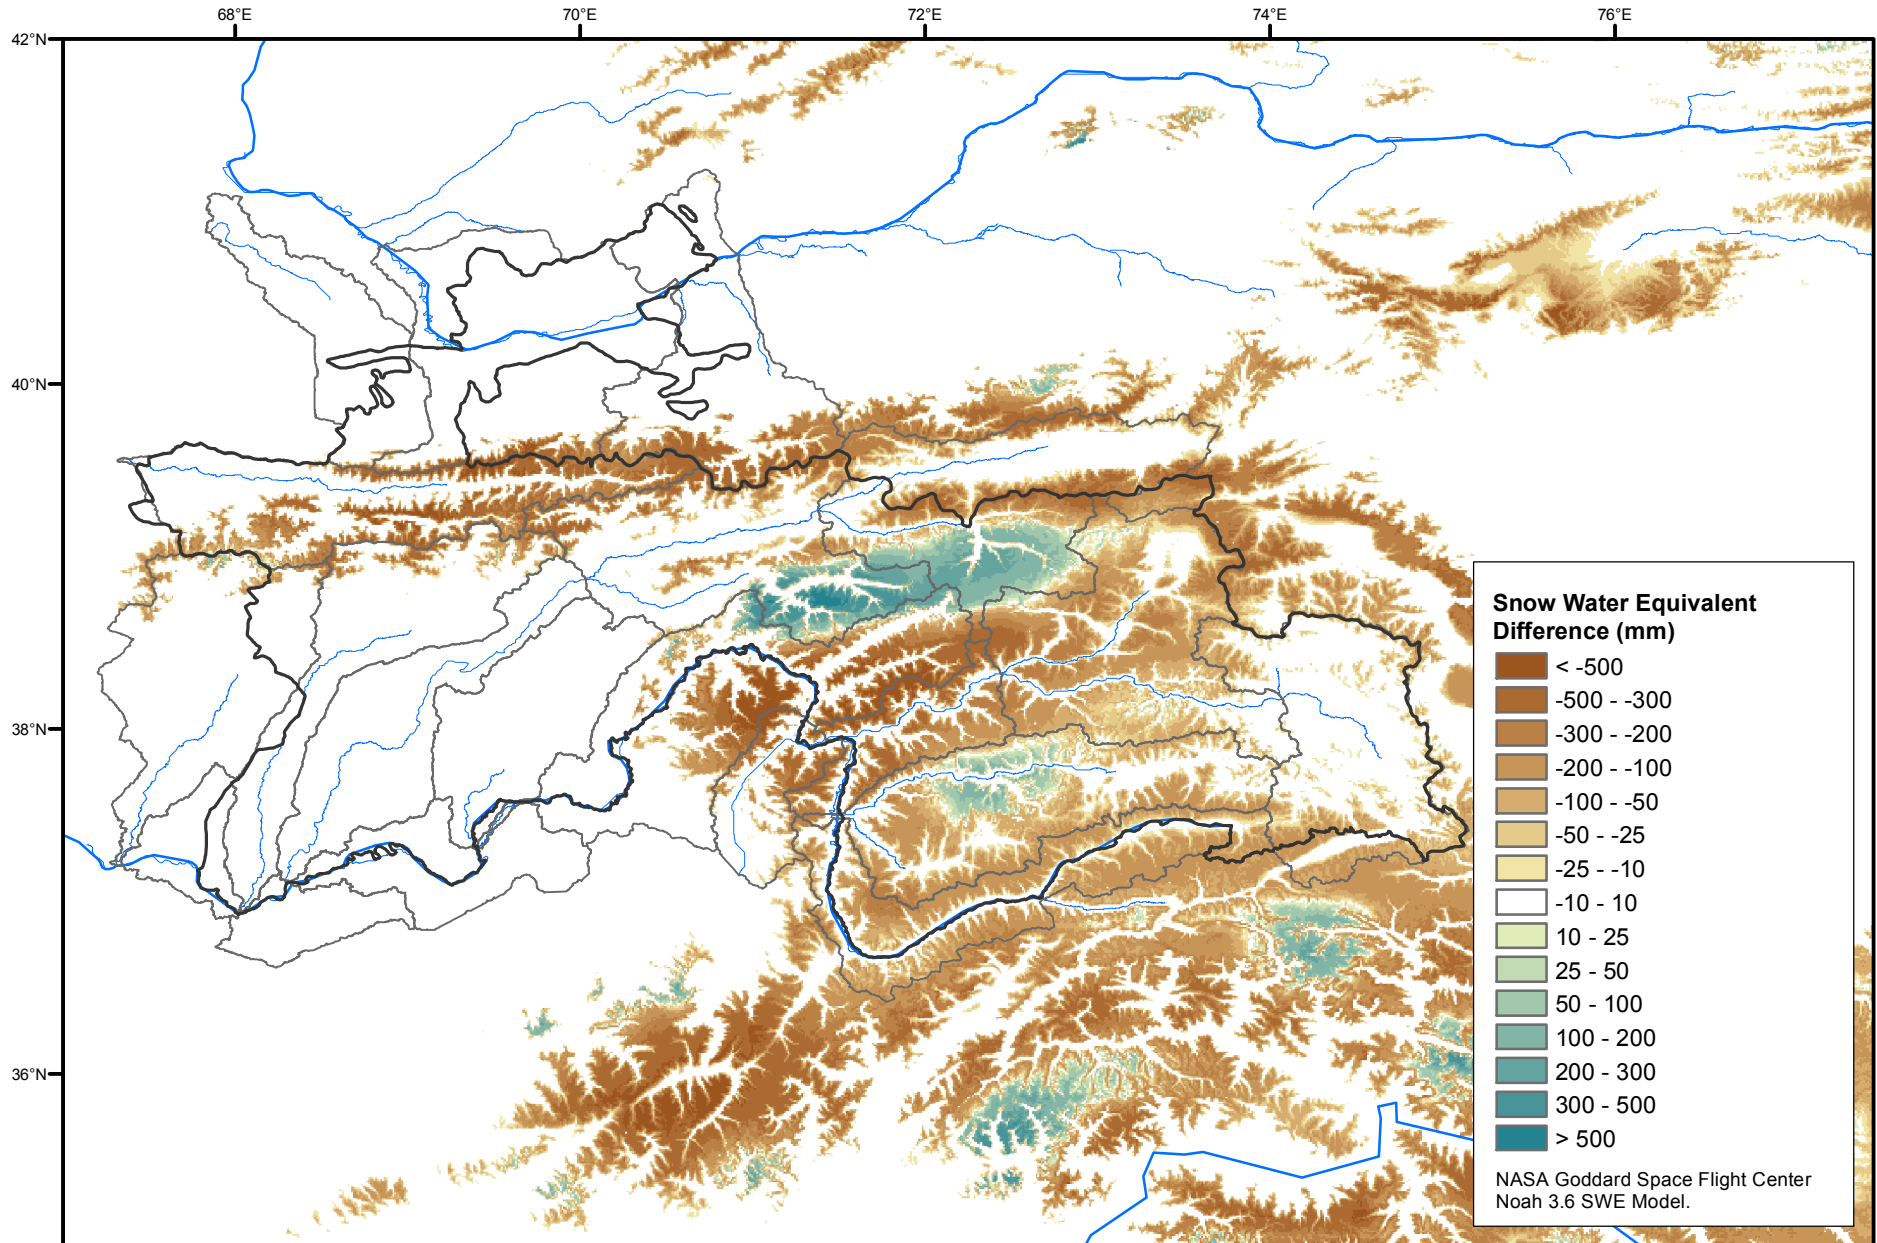 68°E 70°E 72°E 74°E 76°E
42°N
40°N
38°N
36°N
Snow Water Equivalent
Difference (mm)
< -500
-500 - -300
-300 - -200
-200 - -100
-100 - -50
-50 - -25
-25 - -10
-10 - 10
10 - 25
25 - 50
50 - 100
100 - 200
200 - 300
300 - 500
> 500
NASA Goddard Space Flight Center
Noah 3.6 SWE Model.